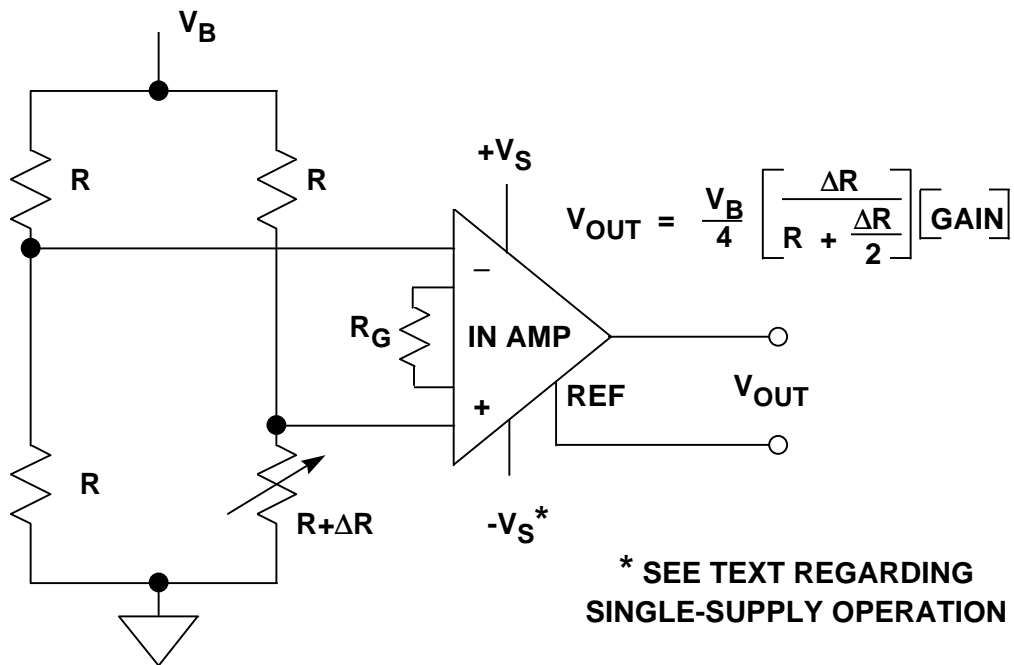 V_B
R
R
+V_S
V_OUT = V_B/4 [ΔR / (R + ΔR/2)] [GAIN]
−
R_G
IN AMP
+
REF
V_OUT
R
R+ΔR
-V_S*
* SEE TEXT REGARDING
SINGLE-SUPPLY OPERATION